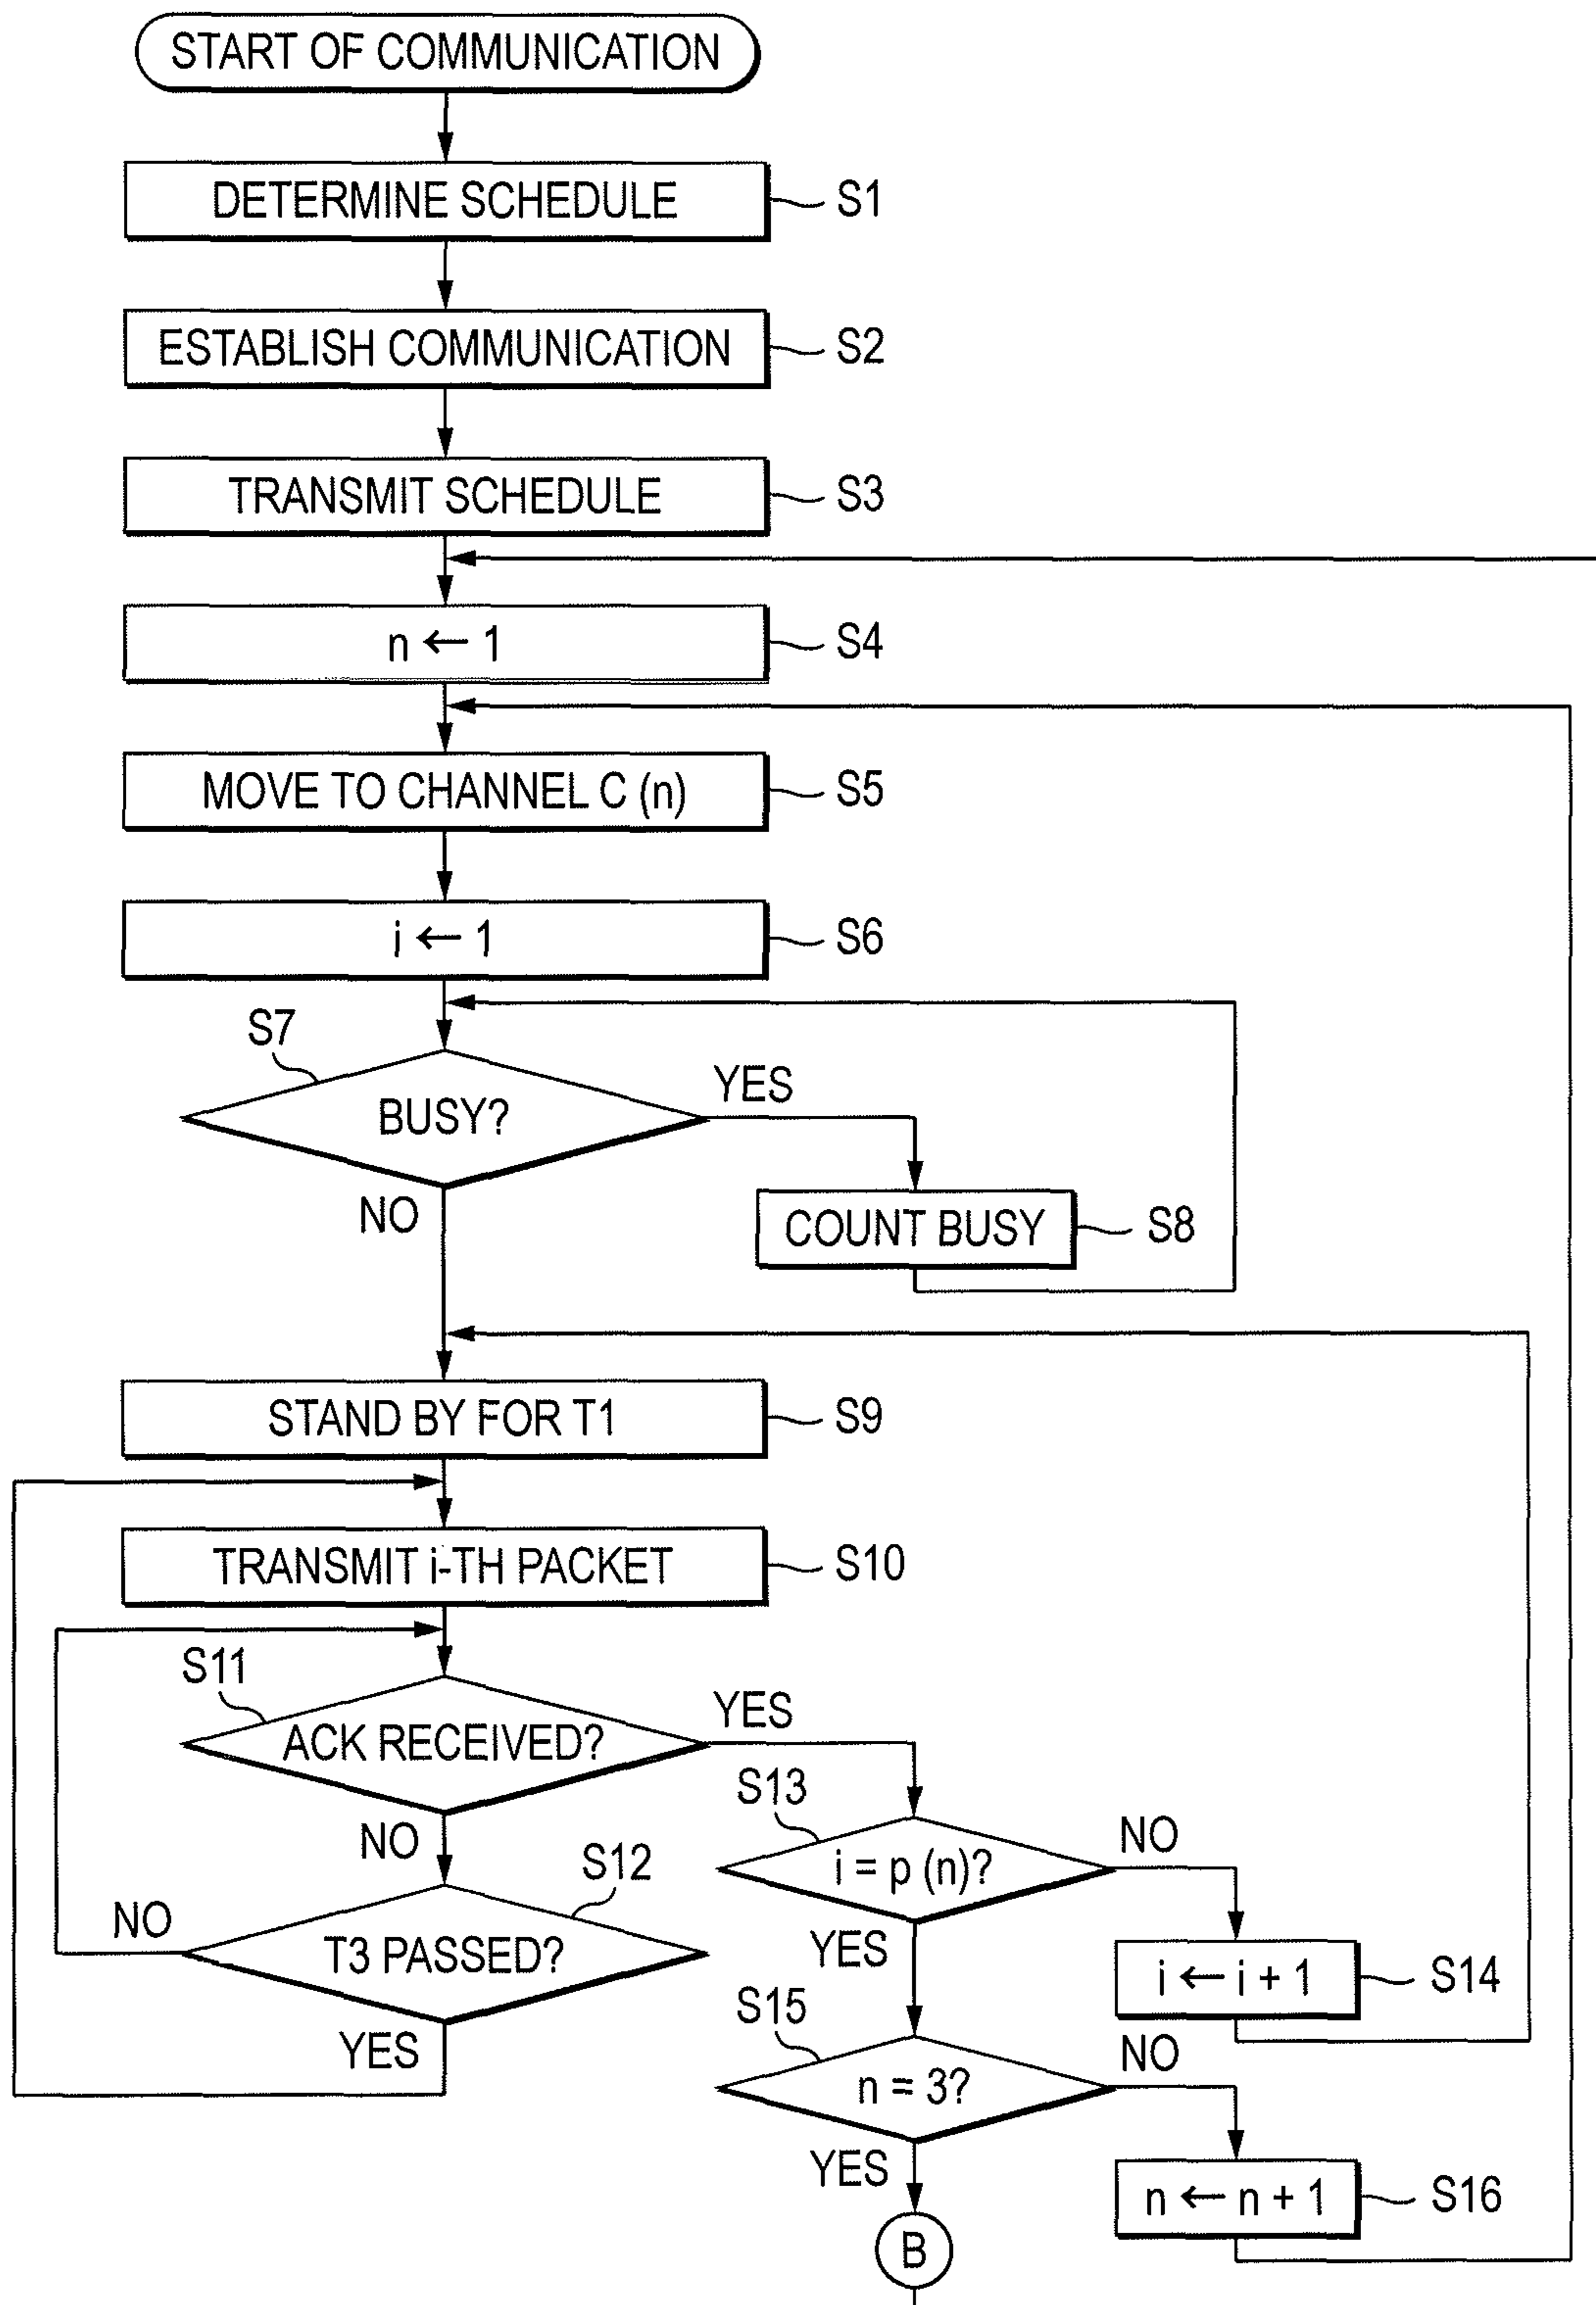 START OF COMMUNICATION
DETERMINE SCHEDULE
S1
ESTABLISH COMMUNICATION
S2
TRANSMIT SCHEDULE
S3
n ← 1
S4
MOVE TO CHANNEL C (n)
S5
i ← 1
S6
S7
BUSY?
YES
NO
COUNT BUSY
S8
STAND BY FOR T1
S9
TRANSMIT i-TH PACKET
S10
S11
ACK RECEIVED?
YES
NO
S12
T3 PASSED?
NO
YES
S13
i = p (n)?
NO
YES
i ← i + 1
S14
S15
n = 3?
NO
YES
n ← n + 1
S16
B